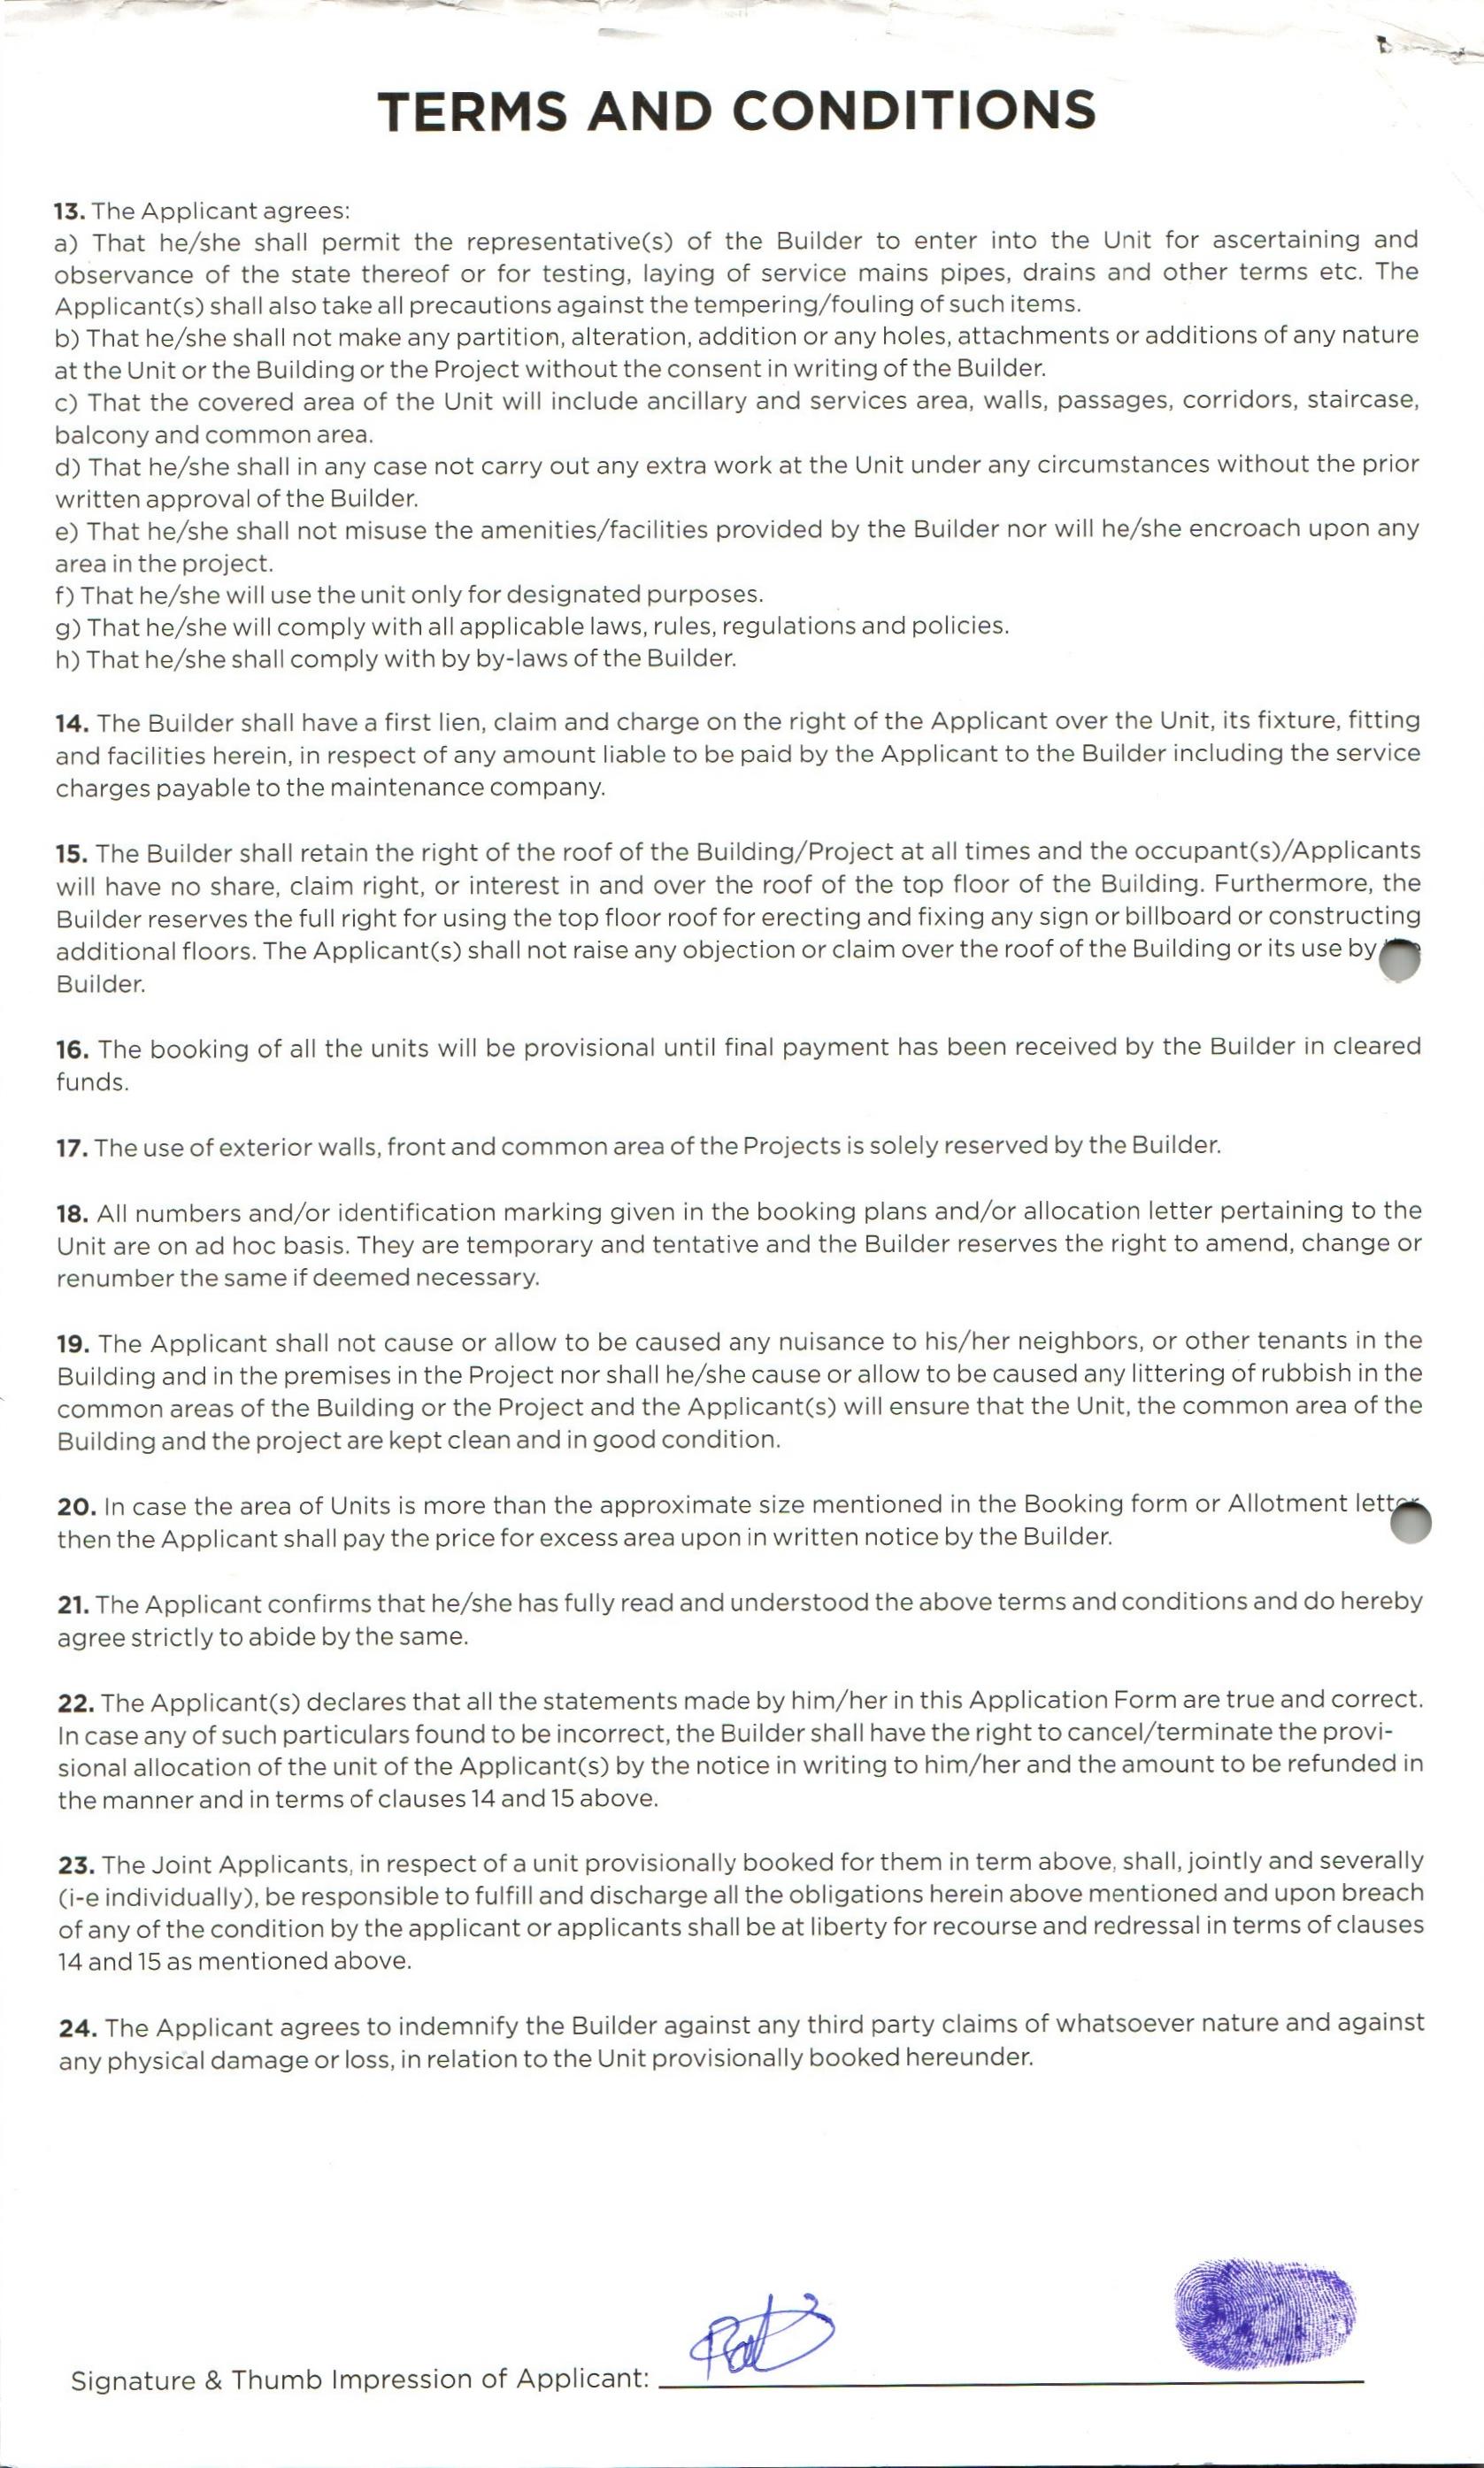 TERMS AND CONDITIONS
13. The Applicant agrees:
a) That he/she shall permit the representative(s) of the Builder to enter into the Unit for ascertaining and
observance of the state thereof or for testing, laying of service mains pipes, drains and other terms etc. The
Applicant(s) shall also take all precautions against the tempering/fouling of such items.
b) That he/she shall not make any partition, alteration, addition or any holes, attachments or additions of any nature
at the Unit or the Building or the Project without the consent in writing of the Builder.
c) That the covered area of the Unit will include ancillary and services area, walls, passages, corridors, staircase,
balcony and common area.
d) That he/she shall in any case not carry out any extra work at the Unit under any circumstances without the prior
written approval of the Builder.
e) That he/she shall not misuse the amenities/facilities provided by the Builder nor will he/she encroach upon any
area in the project.
f) That he/she will use the unit only for designated purposes.
g) That he/she will comply with all applicable laws, rules, regulations and policies.
h) That he/she shall comply with by by-laws of the Builder.
14. The Builder shall have a first lien, claim and charge on the right of the Applicant over the Unit, its fixture, fitting
and facilities herein, in respect of any amount liable to be paid by the Applicant to the Builder including the service
charges payable to the maintenance company.
15. The Builder shall retain the right of the roof of the Building/Project at all times and the occupant(s)/Applicants
will have no share, claim right, or interest in and over the roof of the top floor of the Building. Furthermore, the
Builder reserves the full right for using the top floor roof for erecting and fixing any sign or billboard or constructing
additional floors. The Applicant(s) shall not raise any objection or claim over the roof of the Building or its use by
Builder.
16. The booking of all the units will be provisional until final payment has been received by the Builder in cleared
funds.
17. The use of exterior walls, front and common area of the Projects is solely reserved by the Builder.
18. All numbers and/or identification marking given in the booking plans and/or allocation letter pertaining to the
Unit are on ad hoc basis. They are temporary and tentative and the Builder reserves the right to amend, change or
renumber the same if deemed necessary.
19. The Applicant shall not cause or allow to be caused any nuisance to his/her neighbors, or other tenants in the
Building and in the premises in the Project nor shall he/she cause or allow to be caused any littering of rubbish in the
common areas of the Building or the Project and the Applicant(s) will ensure that the Unit, the common area of the
Building and the project are kept clean and in good condition.
20. In case the area of Units is more than the approximate size mentioned in the Booking form or Allotment letter
then the Applicant shall pay the price for excess area upon in written notice by the Builder.
21. The Applicant confirms that he/she has fully read and understood the above terms and conditions and do hereby
agree strictly to abide by the same.
22. The Applicant(s) declares that all the statements made by him/her in this Application Form are true and correct.
In case any of such particulars found to be incorrect, the Builder shall have the right to cancel/terminate the provi-
sional allocation of the unit of the Applicant(s) by the notice in writing to him/her and the amount to be refunded in
the manner and in terms of clauses 14 and 15 above.
23. The Joint Applicants, in respect of a unit provisionally booked for them in term above, shall, jointly and severally
(i-e individually), be responsible to fulfill and discharge all the obligations herein above mentioned and upon breach
of any of the condition by the applicant or applicants shall be at liberty for recourse and redressal in terms of clauses
14 and 15 as mentioned above.
24. The Applicant agrees to indemnify the Builder against any third party claims of whatsoever nature and against
any physical damage or loss, in relation to the Unit provisionally booked hereunder.
Signature & Thumb Impression of Applicant: